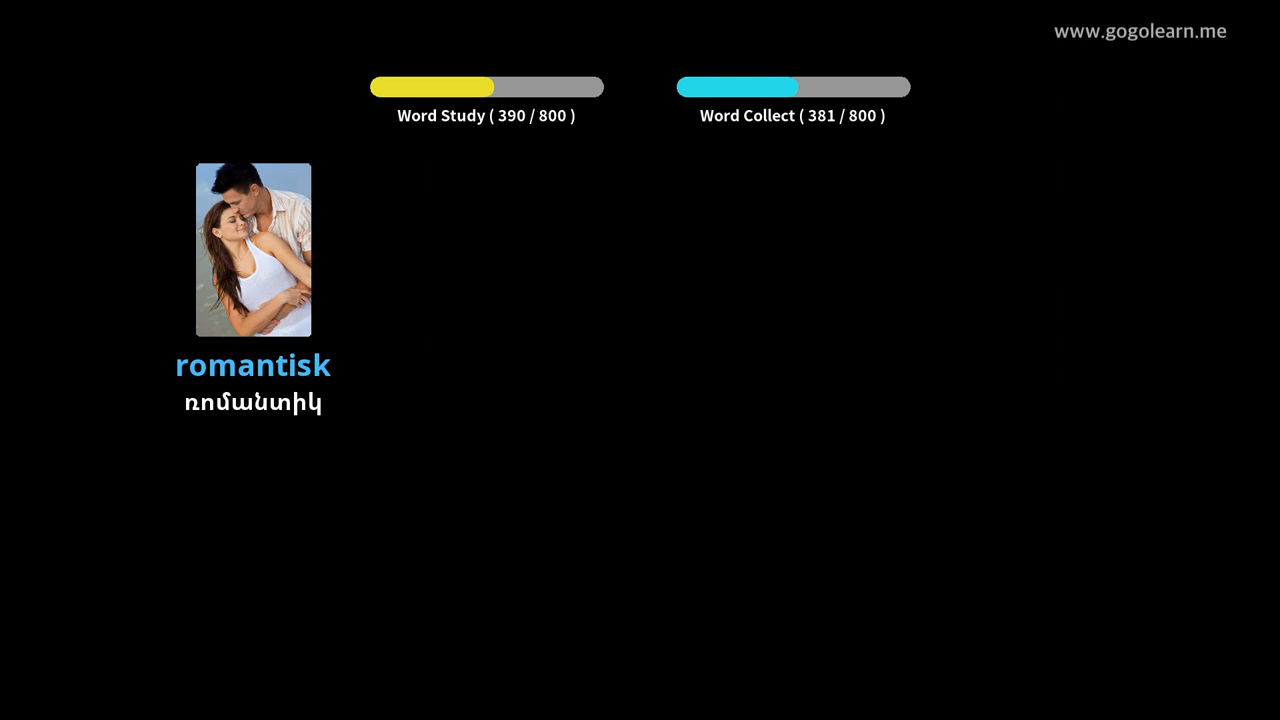 www.gogolearn.me
Word Study ( 390 / 800 )
Word Collect ( 381 / 800 )
romantisk
ռոմանտիկ